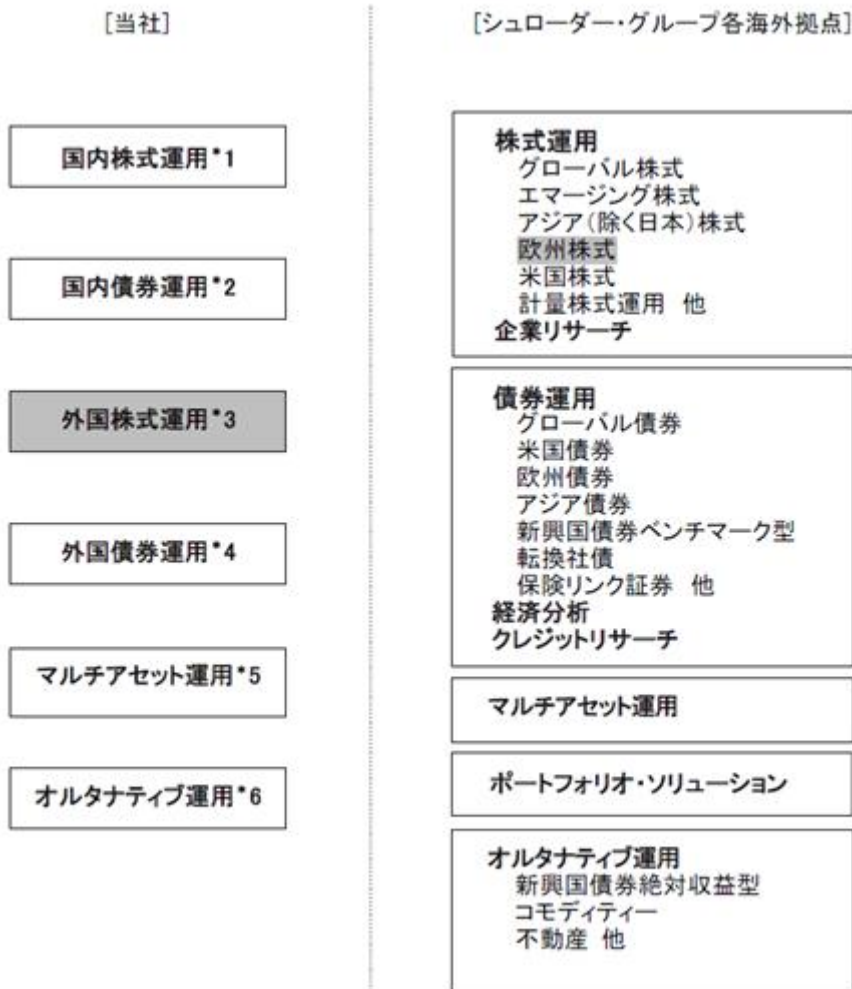 [当社]
国内株式運用*1
国内債券運用*2
外国株式運用*3
外国債券運用*4
マルチアセット運用*5
オルタナティブ運用*6
[シュローダー・グループ各海外拠点]
株式運用
グローバル株式
エマージング株式
アジア(除く日本)株式
欧州株式
米国株式
計量株式運用 他
企業リサーチ
債券運用
グローバル債券
米国債券
欧州債券
アジア債券
新興国債券ベンチマーク型
転換社債
保険リンク証券 他
経済分析
クレジットリサーチ
マルチアセット運用
ポートフォリオ・ソリューション
オルタナティブ運用
新興国債券絶対収益型
コモディティー
不動産 他